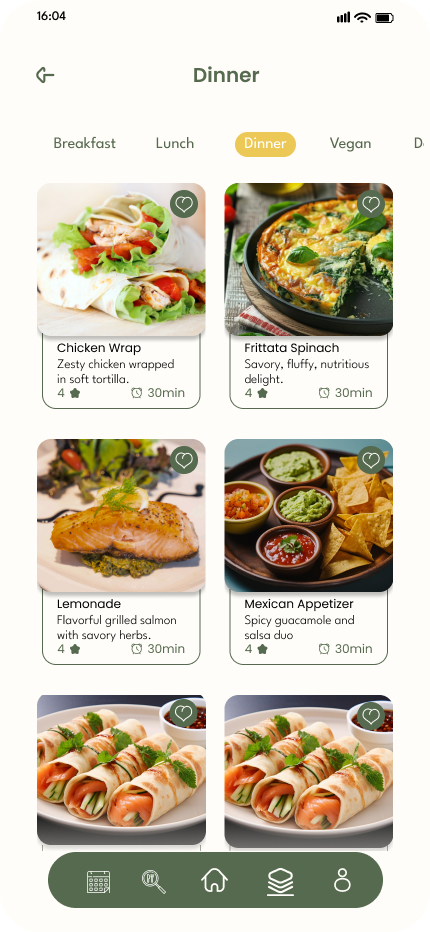 16:04
Dinner
Breakfast Lunch Dinner Vegan D
Chicken Wrap
Zesty chicken wrapped
in soft tortilla.
4 30min
Frittata Spinach
Savory, fluffy, nutritious
delight.
4 30min
Lemonade
Flavorful grilled salmon
with savory herbs.
4 30min
Mexican Appetizer
Spicy guacamole and
salsa duo
4 30min